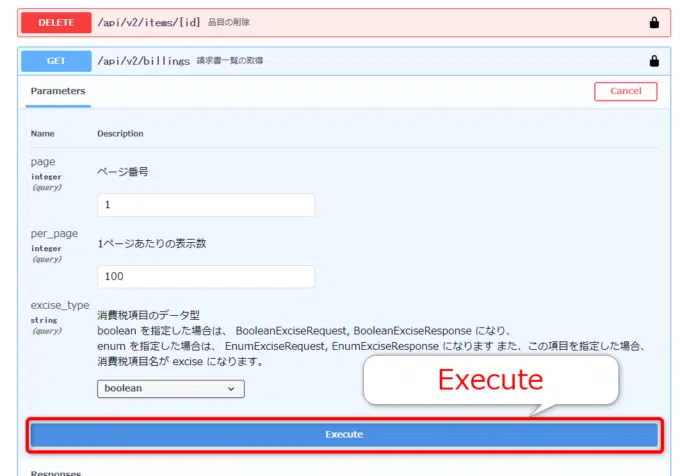 DELETE /api/v2/items/{id} 品目の削除
GET /api/v2/billings 請求書一覧の取得
Parameters Cancel
Name Description
page
integer
(query)
ページ番号
1
per_page
integer
(query)
1ページあたりの表示数
100
excise_type
string
(query)
消費税項目のデータ型
boolean を指定した場合は、 BooleanExciseRequest, BooleanExciseResponse になり、
enum を指定した場合は、 EnumExciseRequest, EnumExciseResponse になります また、この項目を指定した場合、
消費税項目名が excise になります。
boolean
Execute
Execute
Responses